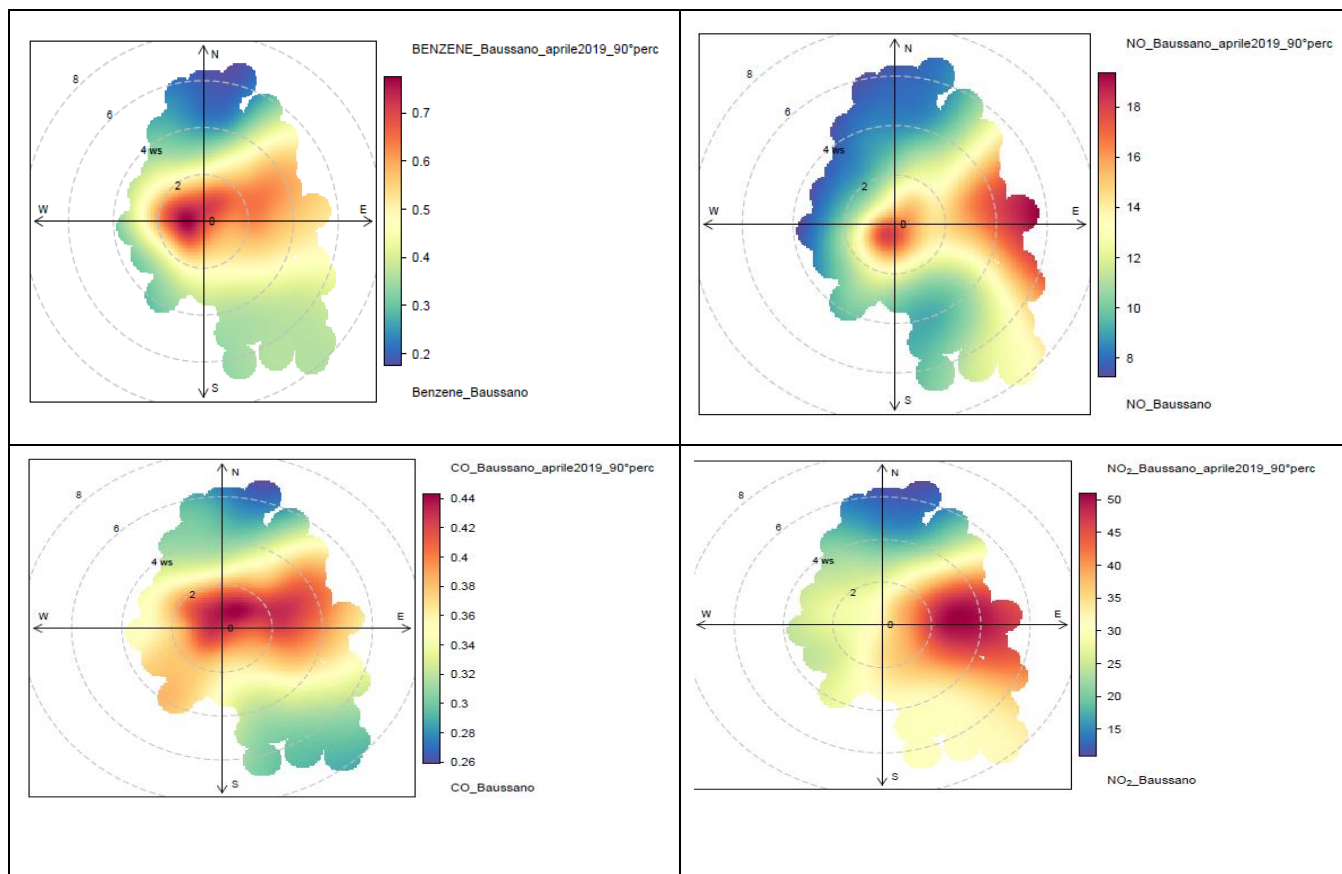 BENZENE_Baussano_aprile2019_90°perc
N
8
6
4 ws
2
0
W
E
S
0.7
0.6
0.5
0.4
0.3
0.2
Benzene_Baussano
NO_Baussano_aprile2019_90°perc
N
8
6
4 ws
2
0
W
E
S
18
16
14
12
10
8
NO_Baussano
CO_Baussano_aprile2019_90°perc
N
8
6
4 ws
2
0
W
E
S
0.44
0.42
0.4
0.38
0.36
0.34
0.32
0.3
0.28
0.26
CO_Baussano
NO₂_Baussano_aprile2019_90°perc
N
8
6
4 ws
2
0
W
E
S
50
45
40
35
30
25
20
15
NO₂_Baussano